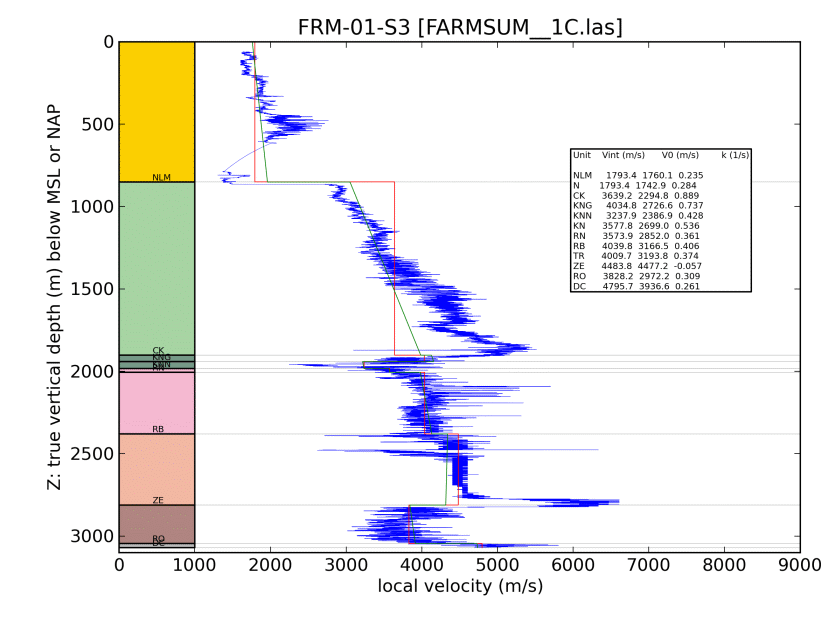 FRM-01-S3 [FARMSUM__1C.las]
0
500
1000
1500
2000
2500
3000
Z: true vertical depth (m) below MSL or NAP
NLM
CK
KNG
KNN
RB
ZE
RO
DC
Unit Vint (m/s) V0 (m/s) k (1/s)
NLM 1793.4 1760.1 0.235
N 1793.4 1742.9 0.284
CK 3639.2 2294.8 0.889
KNG 4034.8 2726.6 0.737
KNN 3237.9 2386.9 0.428
KN 3577.8 2699.0 0.536
RN 3573.9 2852.0 0.361
RB 4039.8 3166.5 0.406
TR 4009.7 3193.8 0.374
ZE 4483.8 4477.2 -0.057
RO 3828.2 2972.2 0.309
DC 4795.7 3936.6 0.261
0 1000 2000 3000 4000 5000 6000 7000 8000 9000
local velocity (m/s)